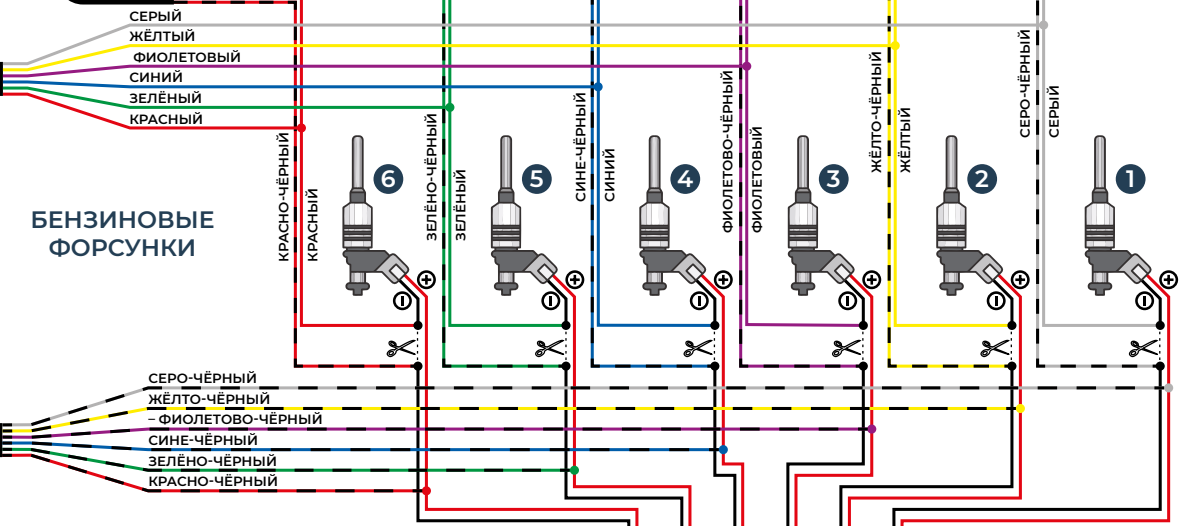 СЕРЫЙ
ЖЁЛТЫЙ
ФИОЛЕТОВЫЙ
СИНИЙ
ЗЕЛЁНЫЙ
КРАСНЫЙ
КРАСНО-ЧЁРНЫЙ
КРАСНЫЙ
6
ЗЕЛЁНО-ЧЁРНЫЙ
ЗЕЛЁНЫЙ
5
СИНЕ-ЧЁРНЫЙ
СИНИЙ
4
ФИОЛЕТОВО-ЧЁРНЫЙ
ФИОЛЕТОВЫЙ
3
ЖЁЛТО-ЧЁРНЫЙ
ЖЁЛТЫЙ
2
СЕРО-ЧЁРНЫЙ
СЕРЫЙ
1
БЕНЗИНОВЫЕ
ФОРСУНКИ
СЕРО-ЧЁРНЫЙ
ЖЁЛТО-ЧЁРНЫЙ
ФИОЛЕТОВО-ЧЁРНЫЙ
СИНЕ-ЧЁРНЫЙ
ЗЕЛЁНО-ЧЁРНЫЙ
КРАСНО-ЧЁРНЫЙ